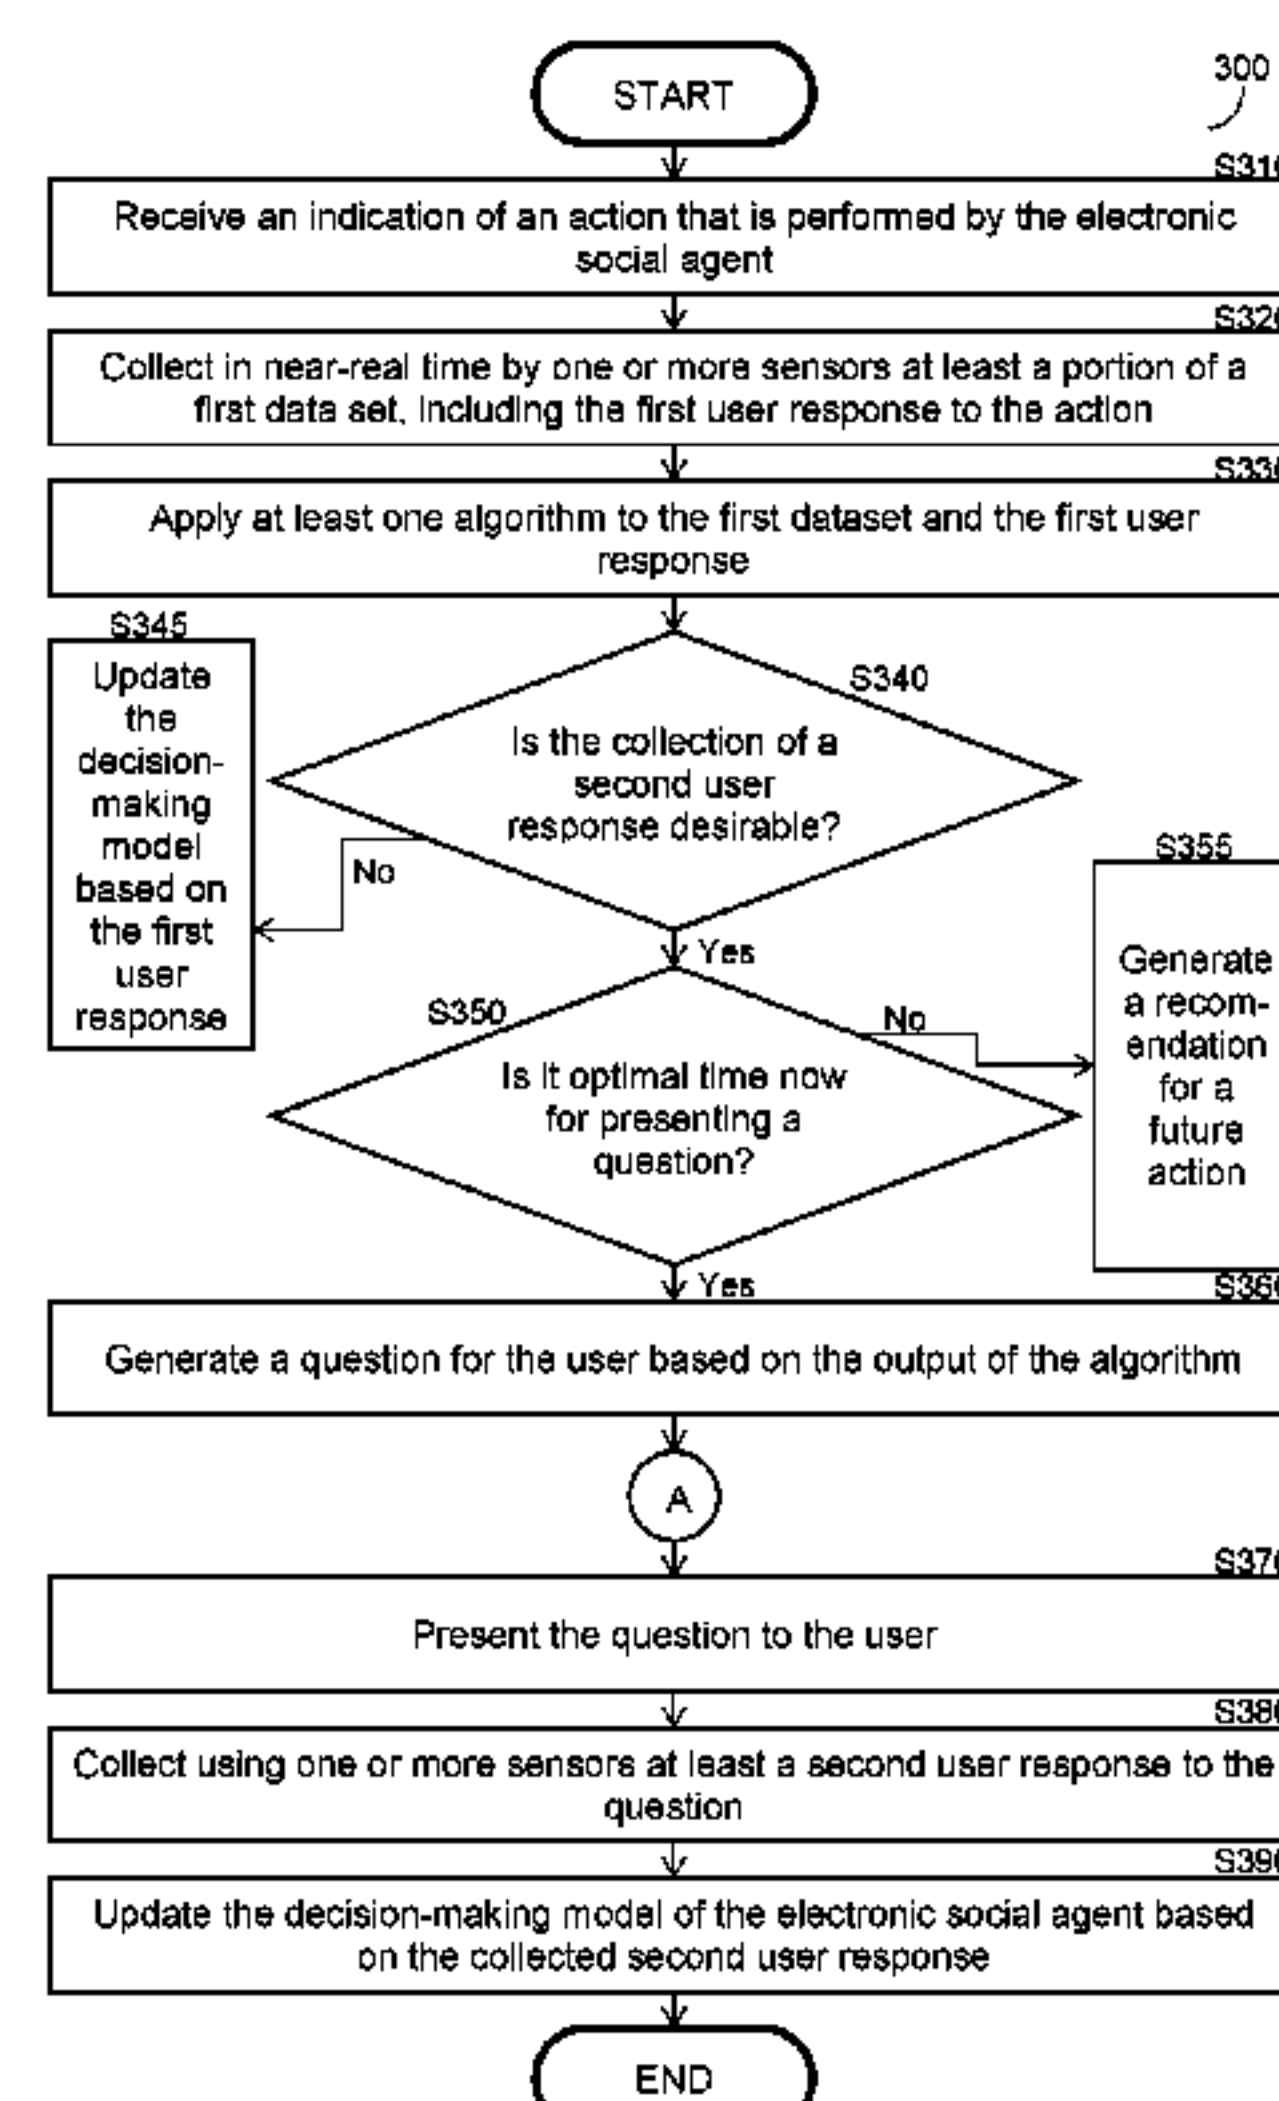 START
300
S310
Receive an indication of an action that is performed by the electronic
social agent
S320
Collect in near-real time by one or more sensors at least a portion of a
first data set, including the first user response to the action
S330
Apply at least one algorithm to the first dataset and the first user
response
S345
Update
the
decision-
making
model
based on
the first
user
response
S340
Is the collection of a
second user
response desirable?
No
Yes
S350
Is it optimal time now
for presenting a
question?
No
S355
Generate
a recom-
endation
for a
future
action
Yes
S360
Generate a question for the user based on the output of the algorithm
A
S370
Present the question to the user
S380
Collect using one or more sensors at least a second user response to the
question
S390
Update the decision-making model of the electronic social agent based
on the collected second user response
END